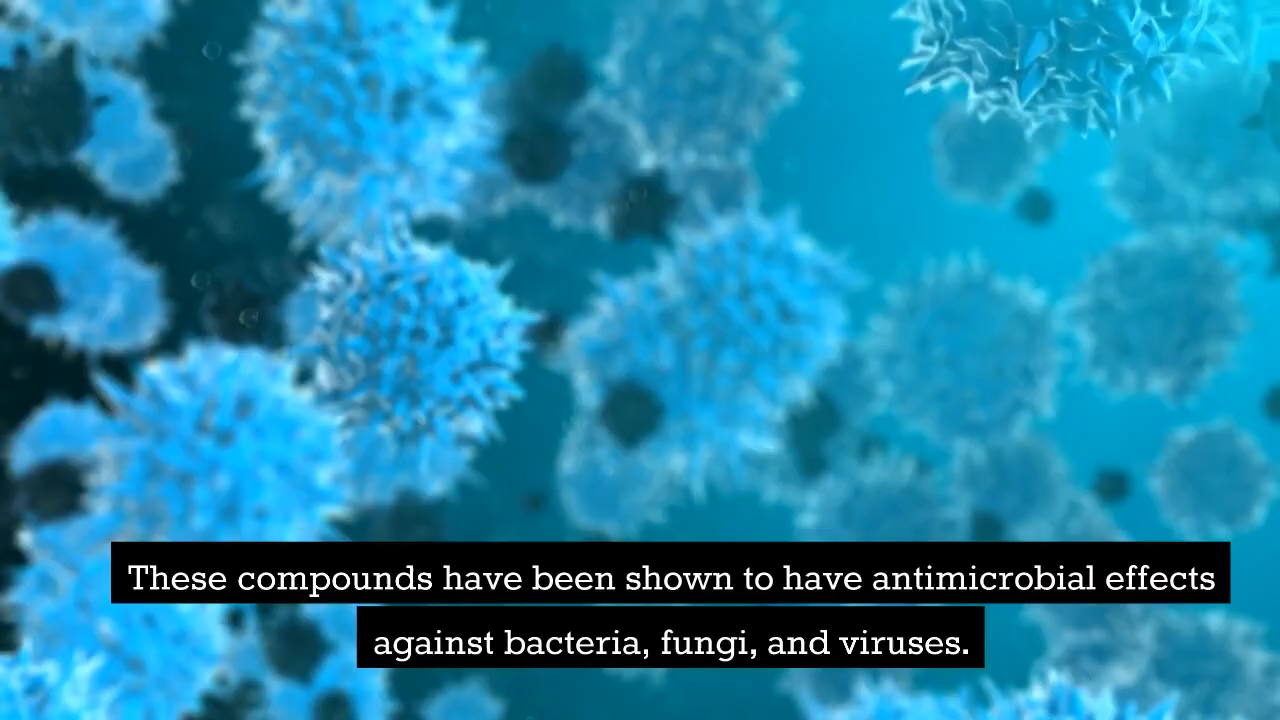 These compounds have been shown to have antimicrobial effects
against bacteria, fungi, and viruses.